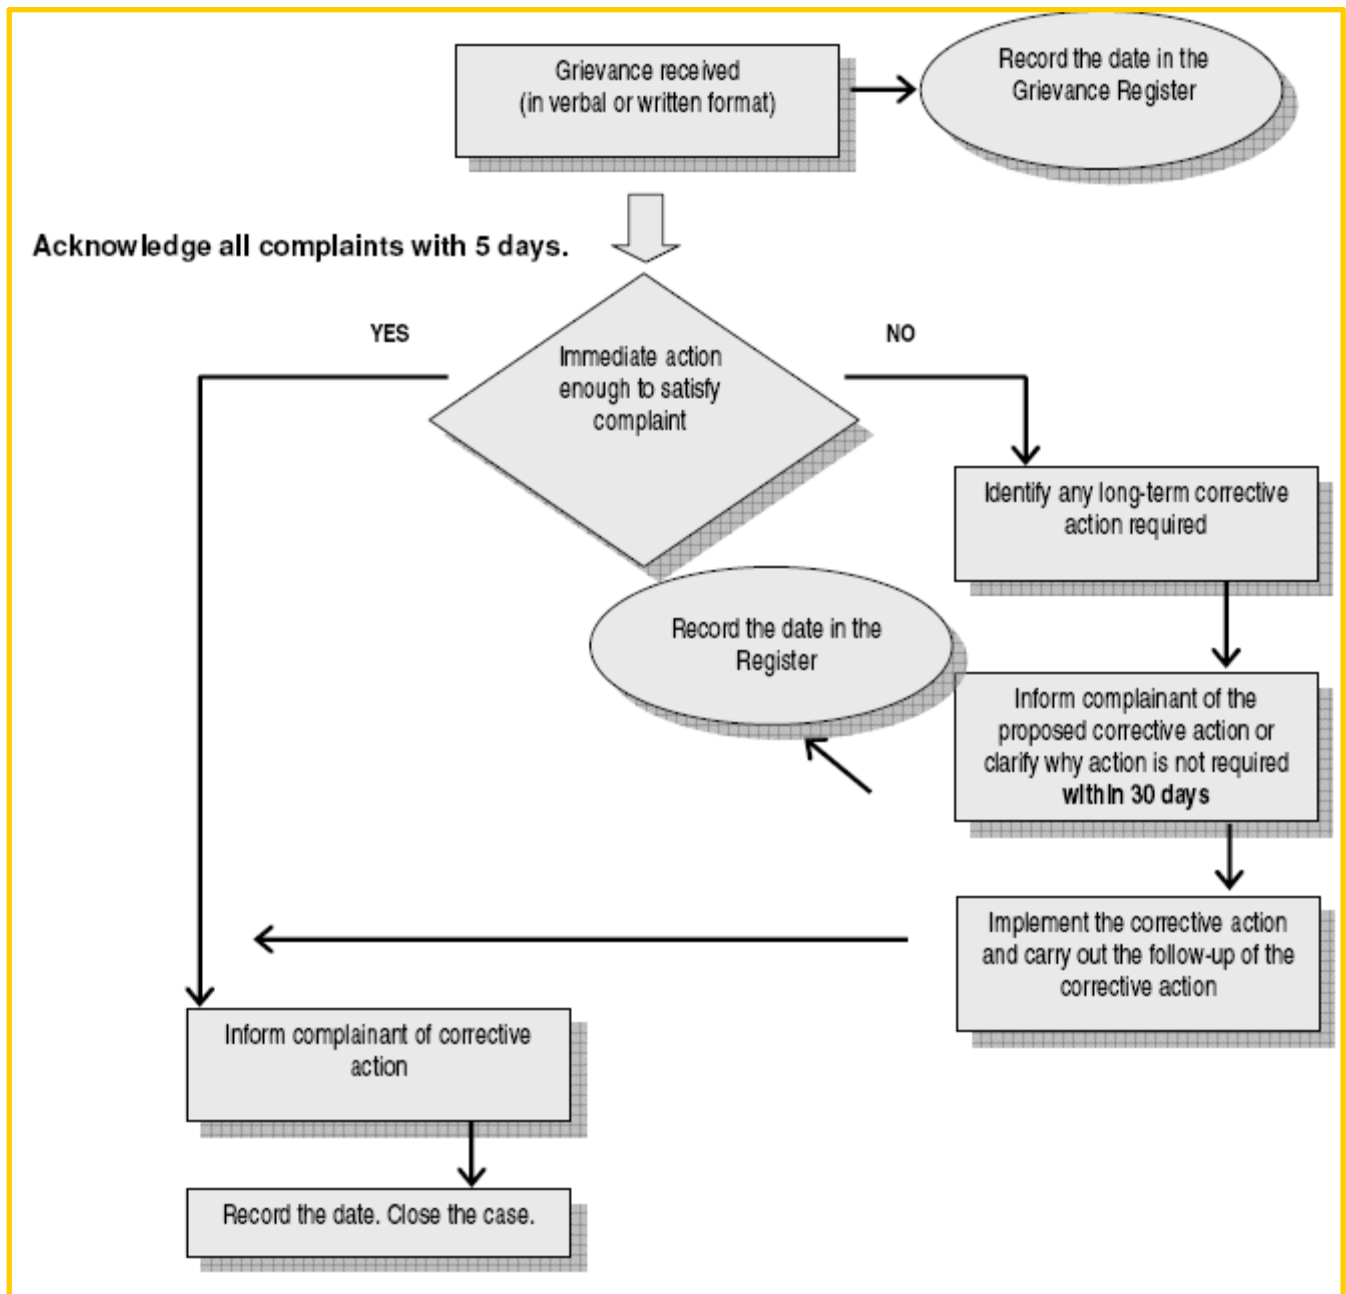 Grievance received
(in verbal or written format)
Record the date in the
Grievance Register
Acknowledge all complaints with 5 days.
YES
NO
Immediate action
enough to satisfy
complaint
Identify any long-term corrective
action required
Record the date in the
Register
Inform complainant of the
proposed corrective action or
clarify why action is not required
within 30 days
Implement the corrective action
and carry out the follow-up of the
corrective action
Inform complainant of corrective
action
Record the date. Close the case.